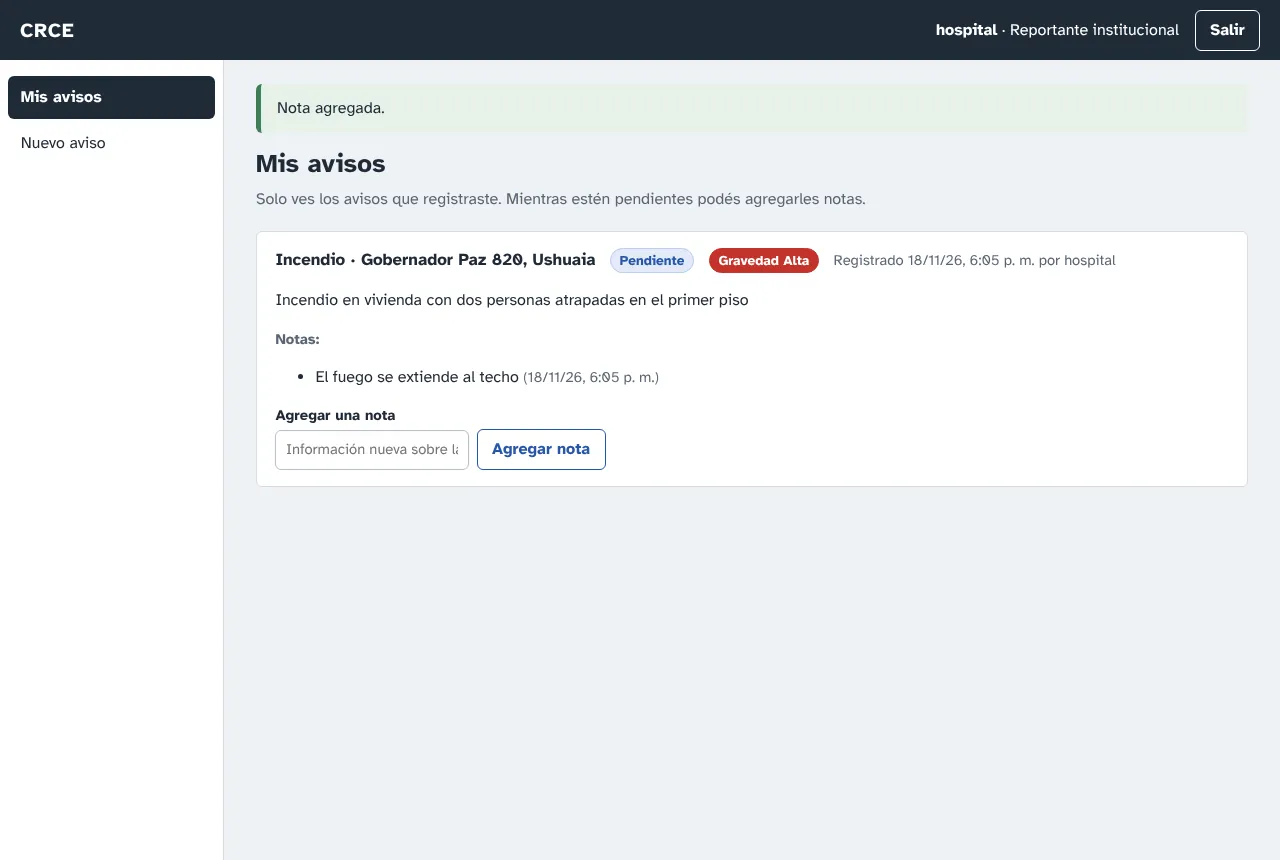 CRCE
hospital · Reportante institucional
Salir
Mis avisos
Nuevo aviso
Nota agregada.
Mis avisos
Solo ves los avisos que registraste. Mientras estén pendientes podés agregarles notas.
Incendio · Gobernador Paz 820, Ushuaia Pendiente Gravedad Alta Registrado 18/11/26, 6:05 p. m. por hospital
Incendio en vivienda con dos personas atrapadas en el primer piso
Notas:
• El fuego se extiende al techo (18/11/26, 6:05 p. m.)
Agregar una nota
Información nueva sobre
Agregar nota